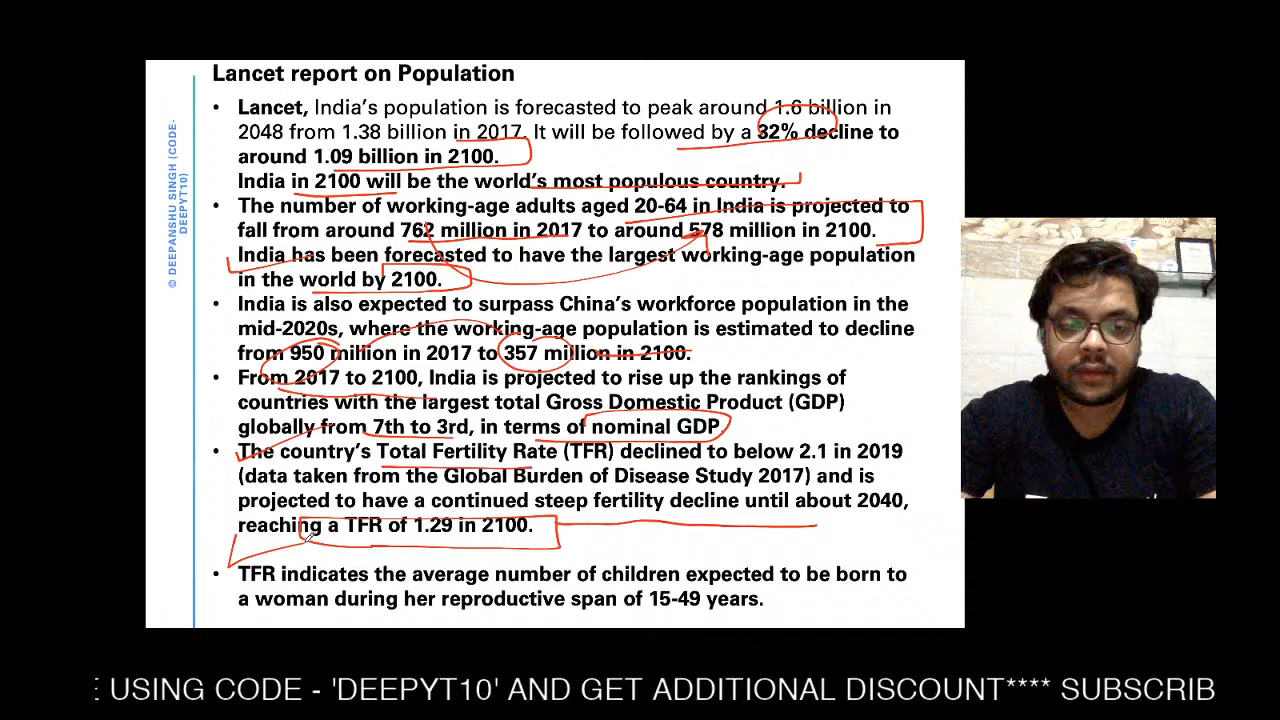 Lancet report on Population
• Lancet, India's population is forecasted to peak around 1.6 billion in
2048 from 1.38 billion in 2017. It will be followed by a 32% decline to
around 1.09 billion in 2100.
India in 2100 will be the world's most populous country.
• The number of working-age adults aged 20-64 in India is projected to
fall from around 762 million in 2017 to around 578 million in 2100.
India has been forecasted to have the largest working-age population
in the world by 2100.
• India is also expected to surpass China's workforce population in the
mid-2020s, where the working-age population is estimated to decline
from 950 million in 2017 to 357 million in 2100.
• From 2017 to 2100, India is projected to rise up the rankings of
countries with the largest total Gross Domestic Product (GDP)
globally from 7th to 3rd, in terms of nominal GDP.
• The country's Total Fertility Rate (TFR) declined to below 2.1 in 2019
(data taken from the Global Burden of Disease Study 2017) and is
projected to have a continued steep fertility decline until about 2040,
reaching a TFR of 1.29 in 2100.
• TFR indicates the average number of children expected to be born to
a woman during her reproductive span of 15-49 years.
© DEEPANSHU SINGH (CODE-
DEEPYT10)
USING CODE - 'DEEPYT10' AND GET ADDITIONAL DISCOUNT**** SUBSCRIB